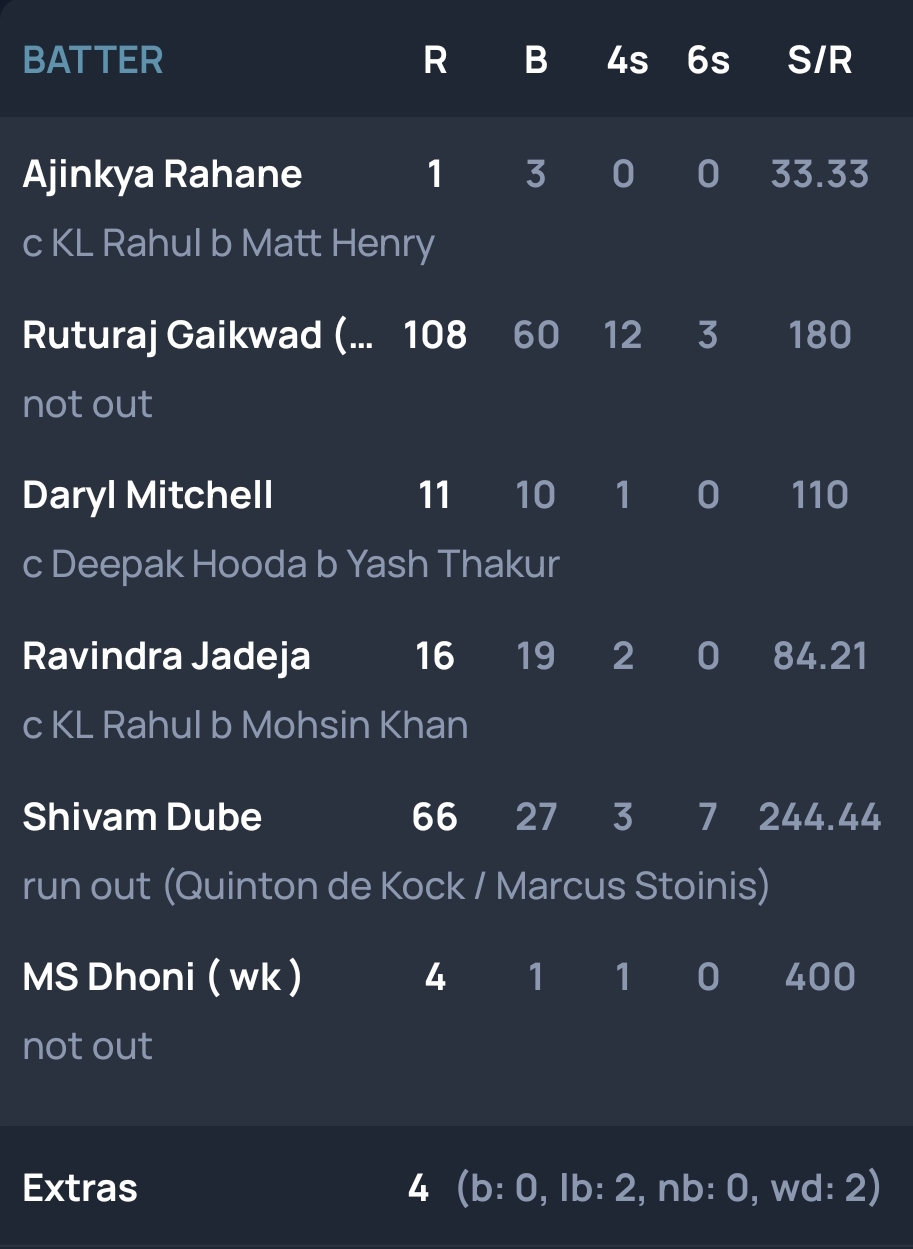 BATTER R B 4s 6s S/R
Ajinkya Rahane 1 3 0 0 33.33
c KL Rahul b Matt Henry
Ruturaj Gaikwad (... 108 60 12 3 180
not out
Daryl Mitchell 11 10 1 0 110
c Deepak Hooda b Yash Thakur
Ravindra Jadeja 16 19 2 0 84.21
c KL Rahul b Mohsin Khan
Shivam Dube 66 27 3 7 244.44
run out (Quinton de Kock / Marcus Stoinis)
MS Dhoni ( wk ) 4 1 1 0 400
not out
Extras 4 (b: 0, lb: 2, nb: 0, wd: 2)